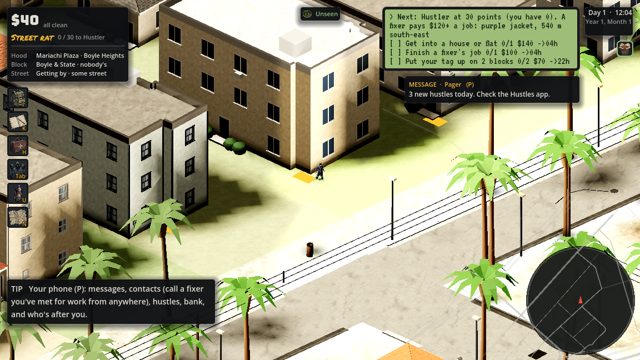 $40 all clean
STREET RAT 0 / 30 to Hustler
Hood Mariachi Plaza · Boyle Heights
Block Boyle & State · nobody's
Street Getting by · some street
H
Tab
U
Unseen
> Next: Hustler at 30 points (you have 0). A
fixer pays $120+ a job: purple jacket, 540 m
south-east
[ ] Get into a house or flat 0/1 $140 ->04h
[ ] Finish a fixer's job 0/1 $100 ->04h
[ ] Put your tag up on 2 blocks 0/2 $70 ->22h
MESSAGE · Pager (P)
3 new hustles today. Check the Hustles app.
Day 1 · 12:04
Year 1, Month 1
TIP Your phone (P): messages, contacts (call a fixer
you've met for work from anywhere), hustles, bank,
and who's after you.